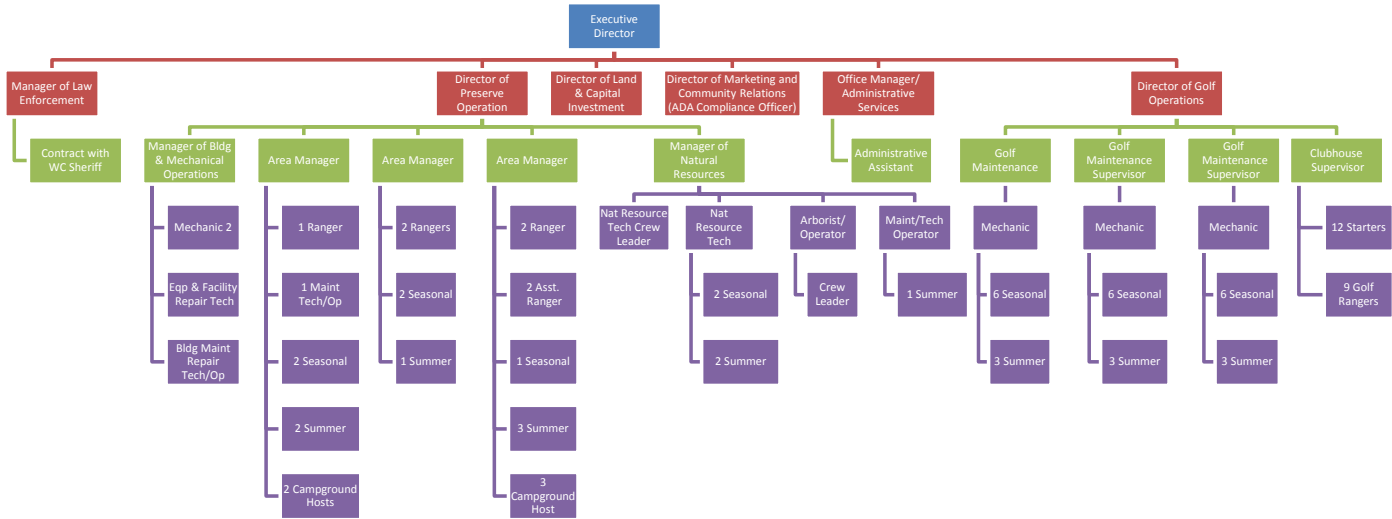 Executive
Director
Manager of Law
Enforcement
Director of
Preserve
Operation
Director of Land
& Capital
Investment
Director of Marketing and
Community Relations
(ADA Compliance Officer)
Office Manager/
Administrative
Services
Director of Golf
Operations
Contract with
WC Sheriff
Manager of Bldg
& Mechanical
Operations
Area Manager
Area Manager
Area Manager
Manager of
Natural
Resources
Administrative
Assistant
Golf
Maintenance
Golf
Maintenance
Supervisor
Golf
Maintenance
Supervisor
Clubhouse
Supervisor
Mechanic 2
1 Ranger
2 Rangers
2 Ranger
Nat Resource
Tech Crew
Leader
Nat
Resource
Tech
Arborist/
Operator
Maint/Tech
Operator
Mechanic
Mechanic
Mechanic
12 Starters
Eqp & Facility
Repair Tech
1 Maint
Tech/Op
2 Seasonal
2 Asst.
Ranger
2 Seasonal
Crew
Leader
1 Summer
6 Seasonal
6 Seasonal
6 Seasonal
9 Golf
Rangers
Bldg Maint
Repair
Tech/Op
2 Seasonal
1 Summer
1 Seasonal
2 Summer
3 Summer
3 Summer
3 Summer
2 Summer
3 Summer
2 Campground
Hosts
3
Campground
Host